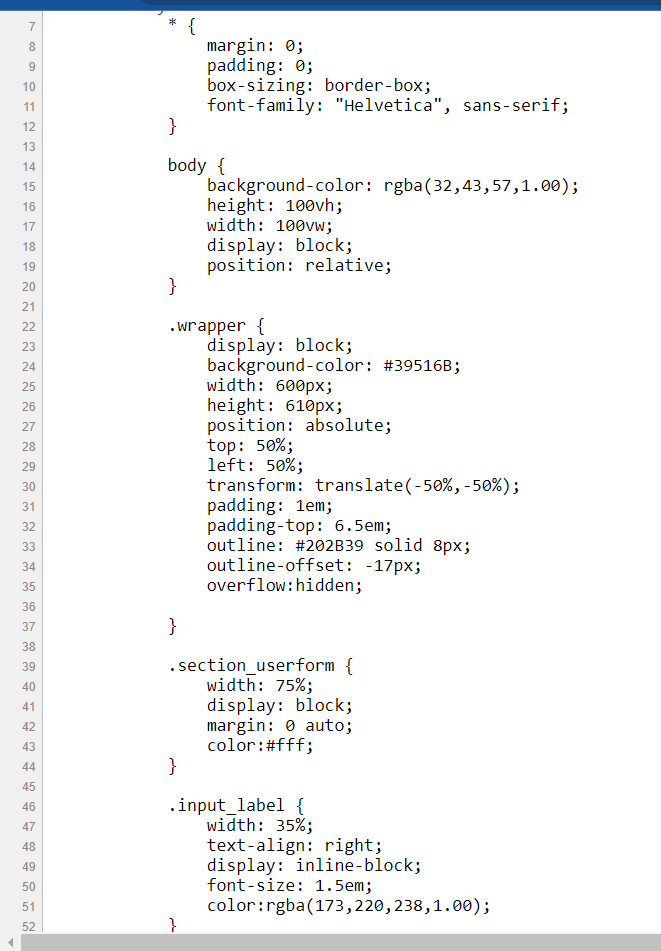 7 * {
8 margin: 0;
9 padding: 0;
10 box-sizing: border-box;
11 font-family: "Helvetica", sans-serif;
12 }
13
14 body {
15 background-color: rgba(32,43,57,1.00);
16 height: 100vh;
17 width: 100vw;
18 display: block;
19 position: relative;
20 }
21
22 .wrapper {
23 display: block;
24 background-color: #39516B;
25 width: 600px;
26 height: 610px;
27 position: absolute;
28 top: 50%;
29 left: 50%;
30 transform: translate(-50%,-50%);
31 padding: 1em;
32 padding-top: 6.5em;
33 outline: #202B39 solid 8px;
34 outline-offset: -17px;
35 overflow:hidden;
36
37 }
38
39 .section_userform {
40 width: 75%;
41 display: block;
42 margin: 0 auto;
43 color:#fff;
44 }
45
46 .input_label {
47 width: 35%;
48 text-align: right;
49 display: inline-block;
50 font-size: 1.5em;
51 color:rgba(173,220,238,1.00);
52 }